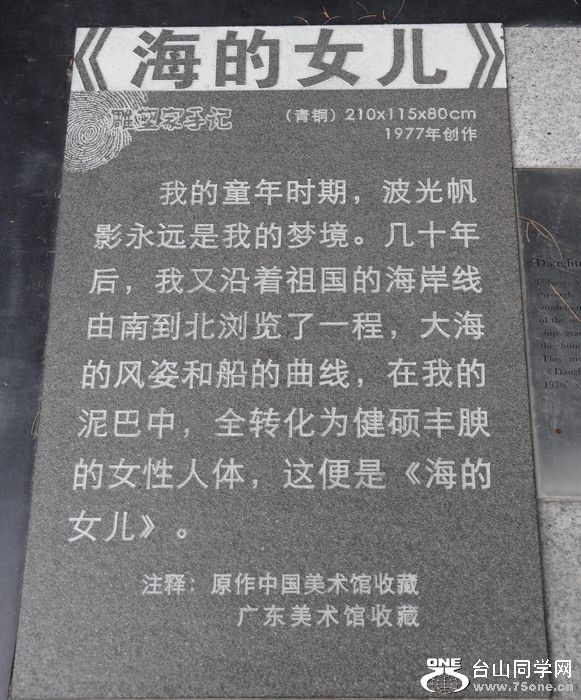 《海的女儿》
雕塑家手记
（青铜）210x115x80cm
1977年创作
我的童年时期，波光帆
影永远是我的梦境。几十年
后，我又沿着祖国的海岸线
由南到北浏览了一程，大海
的风姿和船的曲线，在我的
泥巴中，全转化为健硕丰腴
的女性人体，这便是《海的
女儿》。
注释：原作中国美术馆收藏
广东美术馆收藏
ONE
台山同学网
www.75one.cn